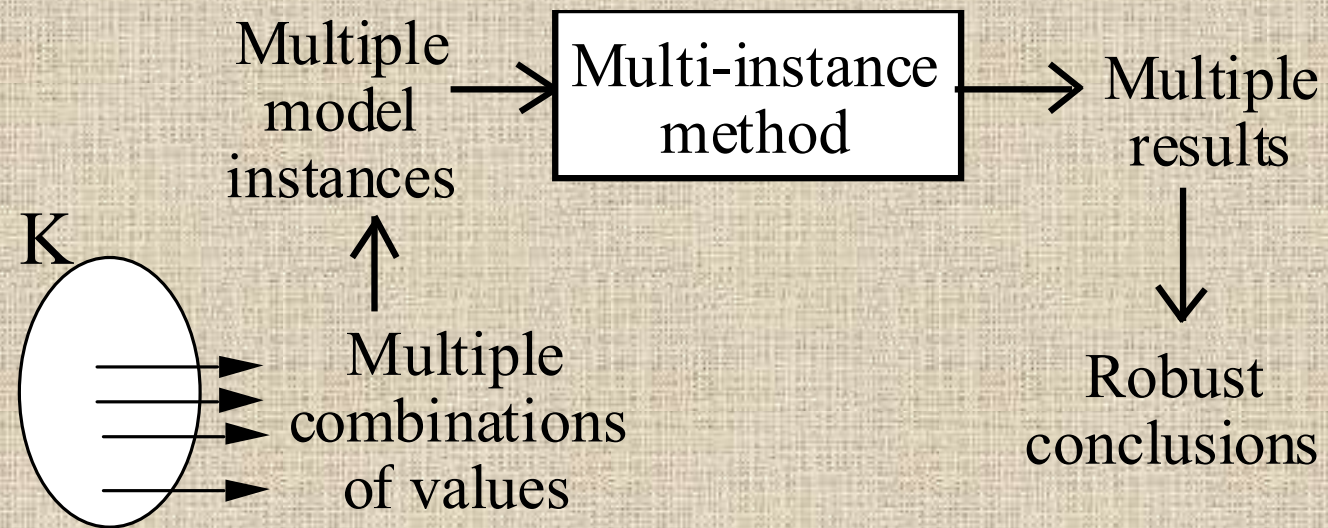 Multiple
model
instances
Multi-instance
method
Multiple
results
K
Multiple
combinations
of values
Robust
conclusions